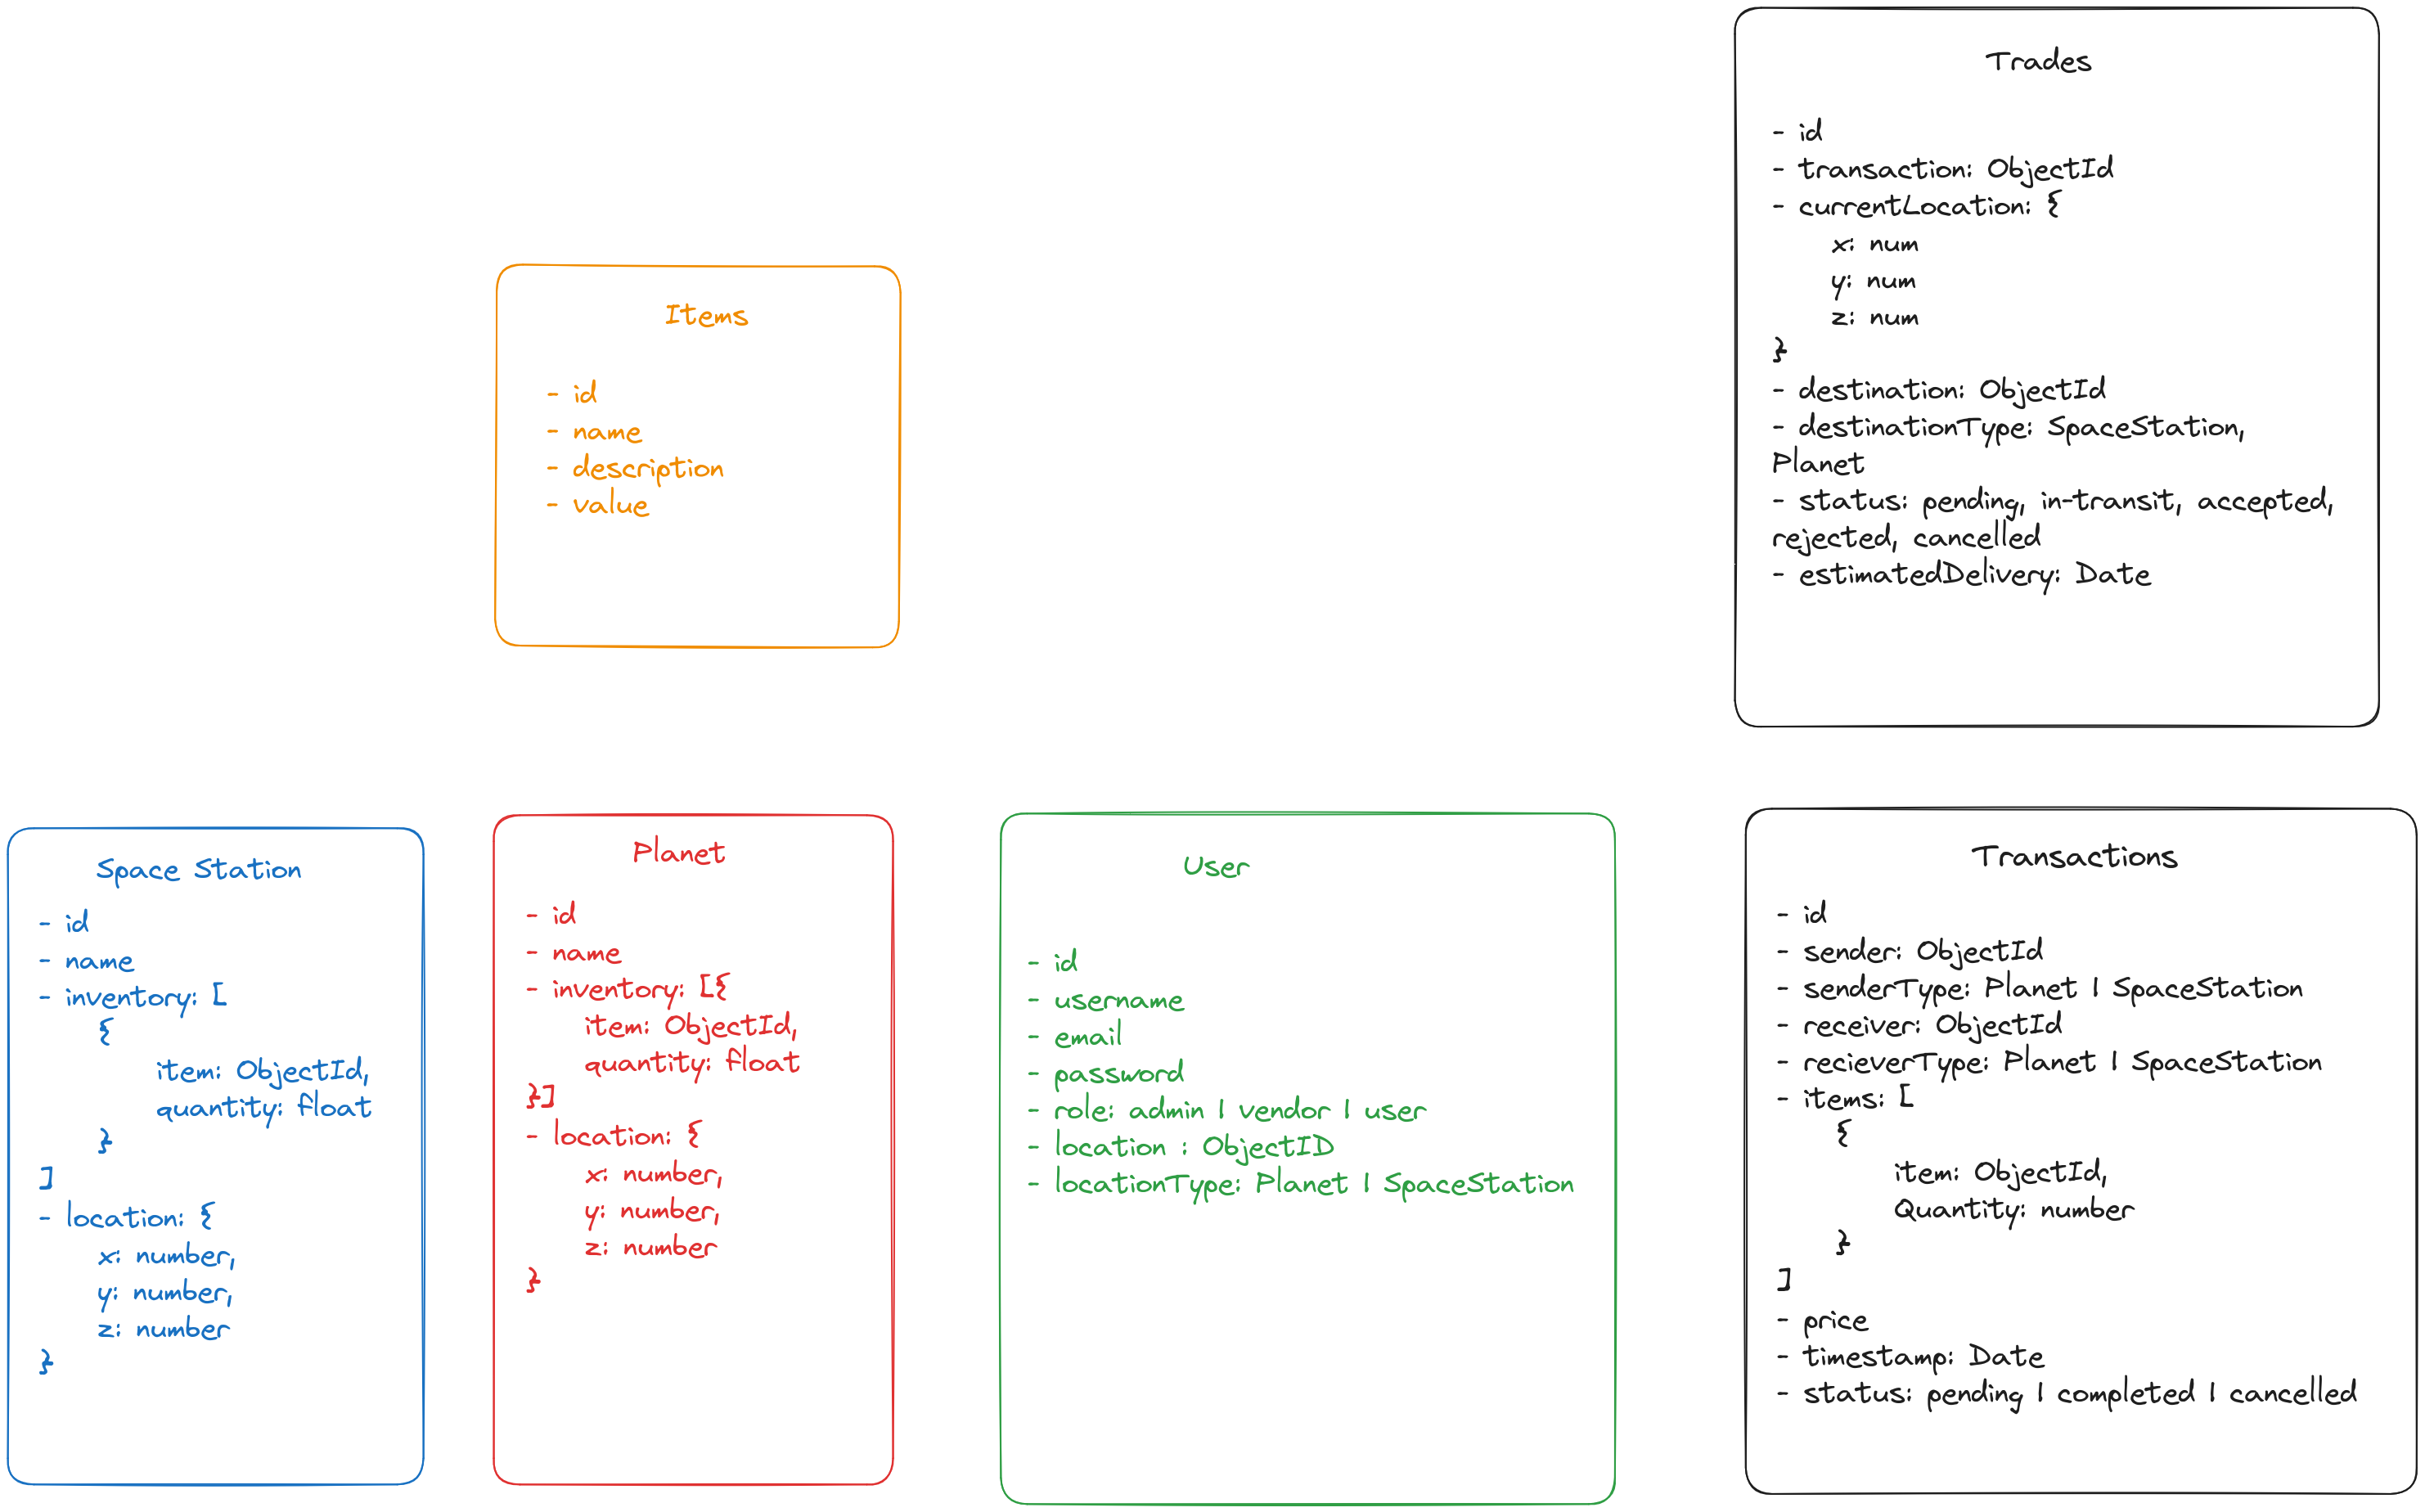 Trades
- id
- transaction: ObjectId
- currentLocation: {
x: num
y: num
z: num
}
- destination: ObjectId
- destinationType: SpaceStation,
Planet
- status: pending, in-transit, accepted,
rejected, cancelled
- estimatedDelivery: Date
Items
- id
- name
- description
- value
Space Station
- id
- name
- inventory: [
{
item: ObjectId,
quantity: float
}
]
- location: {
x: number,
y: number,
z: number
}
Planet
- id
- name
- inventory: [{
item: ObjectId,
quantity: float
}]
- location: {
x: number,
y: number,
z: number
}
User
- id
- username
- email
- password
- role: admin | vendor | user
- location : ObjectID
- locationType: Planet | SpaceStation
Transactions
- id
- sender: ObjectId
- senderType: Planet | SpaceStation
- receiver: ObjectId
- recieverType: Planet | SpaceStation
- items: [
{
item: ObjectId,
Quantity: number
}
]
- price
- timestamp: Date
- status: pending | completed | cancelled